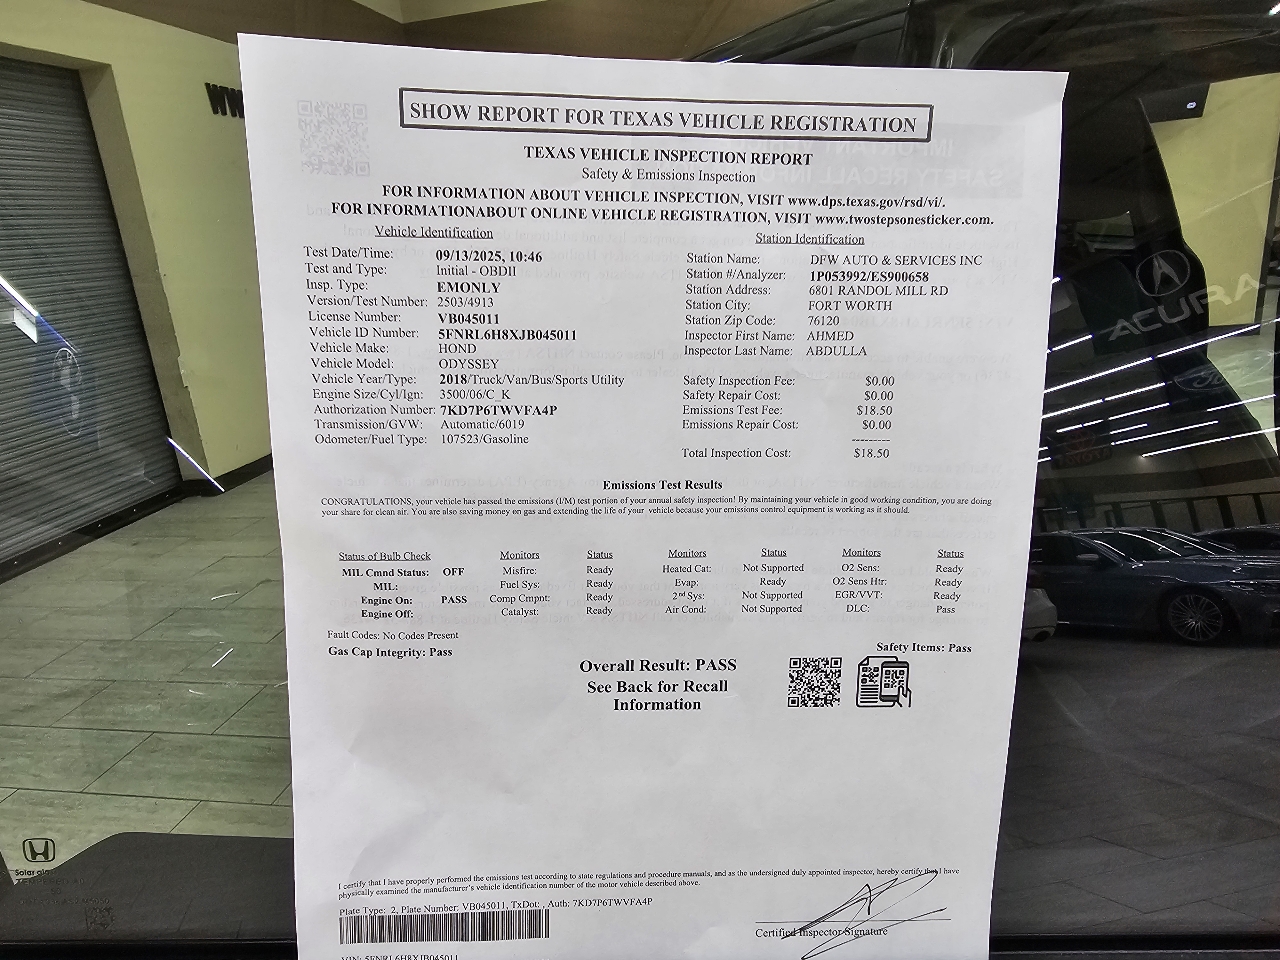 SHOW REPORT FOR TEXAS VEHICLE REGISTRATION
TEXAS VEHICLE INSPECTION REPORT
Safety & Emissions Inspection
FOR INFORMATION ABOUT VEHICLE INSPECTION, VISIT www.dps.texas.gov/rsd/vi/.
FOR INFORMATIONABOUT ONLINE VEHICLE REGISTRATION, VISIT www.twostepsonesticker.com.
Vehicle Identification
Test Date/Time: 09/13/2025, 10:46
Test and Type: Initial - OBDII
Insp. Type: EMONLY
Version/Test Number: 2503/4913
License Number: VB045011
Vehicle ID Number: 5FNRL6H8XJB045011
Vehicle Make: HOND
Vehicle Model: ODYSSEY
Vehicle Year/Type: 2018/Truck/Van/Bus/Sports Utility
Engine Size/Cyl/Ign: 3500/06/C_K
Authorization Number: 7KD7P6TWVFA4P
Transmission/GVW: Automatic/6019
Odometer/Fuel Type: 107523/Gasoline
Station Identification
Station Name: DFW AUTO & SERVICES INC
Station #/Analyzer: 1P053992/ES900658
Station Address: 6801 RANDOL MILL RD
Station City: FORT WORTH
Station Zip Code: 76120
Inspector First Name: AHMED
Inspector Last Name: ABDULLA
Safety Inspection Fee: $0.00
Safety Repair Cost: $0.00
Emissions Test Fee: $18.50
Emissions Repair Cost: $0.00
---------
Total Inspection Cost: $18.50
Emissions Test Results
CONGRATULATIONS, your vehicle has passed the emissions (I/M) test portion of your annual safety inspection! By maintaining your vehicle in good working condition, you are doing
your share for clean air. You are also saving money on gas and extending the life of your vehicle because your emissions control equipment is working as it should.
Status of Bulb Check Monitors Status Monitors Status Monitors Status
MIL Cmnd Status: OFF Misfire: Ready Heated Cat: Not Supported O2 Sens: Ready
MIL: Fuel Sys: Ready Evap: Ready O2 Sens Htr: Ready
Engine On: PASS Comp Cmpnt: Ready 2nd Sys: Not Supported EGR/VVT: Ready
Engine Off: Catalyst: Ready Air Cond: Not Supported DLC: Pass
Fault Codes: No Codes Present
Gas Cap Integrity: Pass
Safety Items: Pass
Overall Result: PASS
See Back for Recall
Information
I certify that I have properly performed the emissions test according to state regulations and procedure manuals, and as the undersigned duly appointed inspector, hereby certify that I have
physically examined the manufacturer's vehicle identification number of the motor vehicle described above.
Plate Type: 2, Plate Number: VB045011, TxDot: , Auth: 7KD7P6TWVFA4P
Certified Inspector Signature
VIN: 5FNRL6H8XJB045011
ACURA